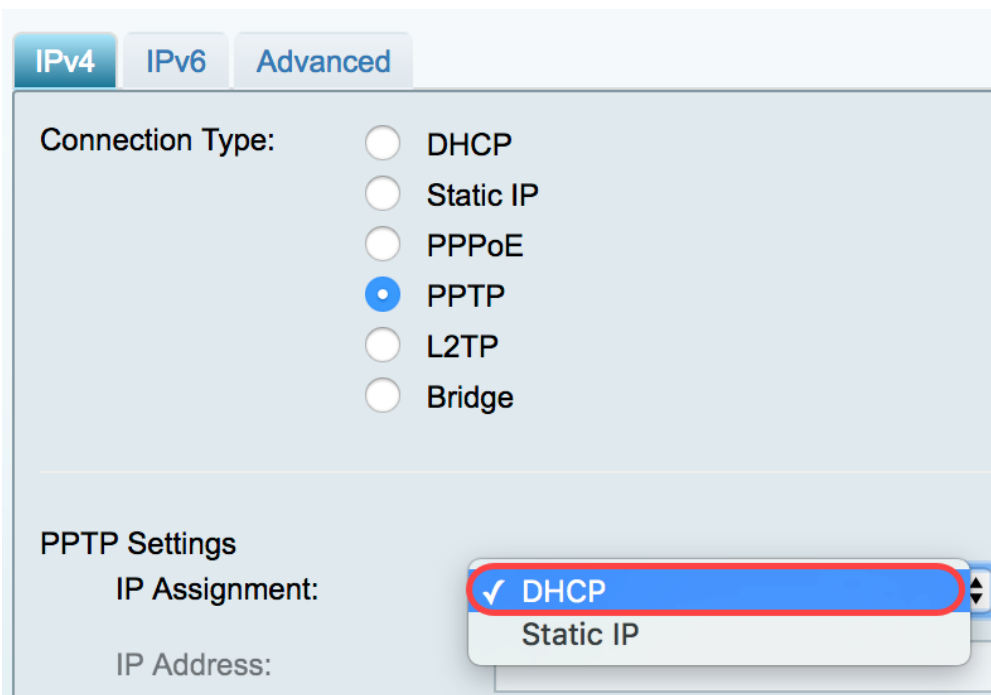 IPv4 IPv6 Advanced
Connection Type: DHCP
Static IP
PPPoE
PPTP
L2TP
Bridge
PPTP Settings
IP Assignment: ✓ DHCP
Static IP
IP Address: